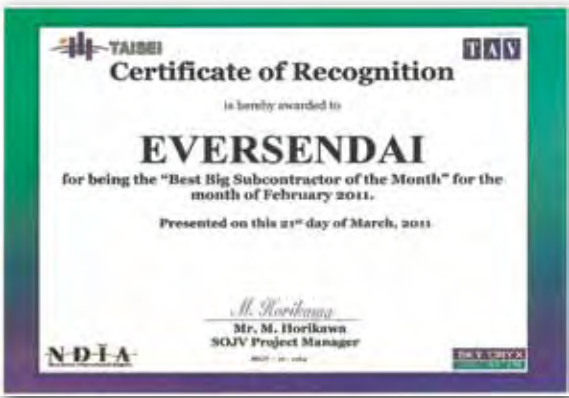 TAISEI
TAV
Certificate of Recognition
is hereby awarded to
EVERSENDAI
for being the “Best Big Subcontractor of the Month” for the
month of February 2011.
Presented on this 21st day of March, 2011
M. Horikawa
Mr. M. Horikawa
SOJV Project Manager
NDIA